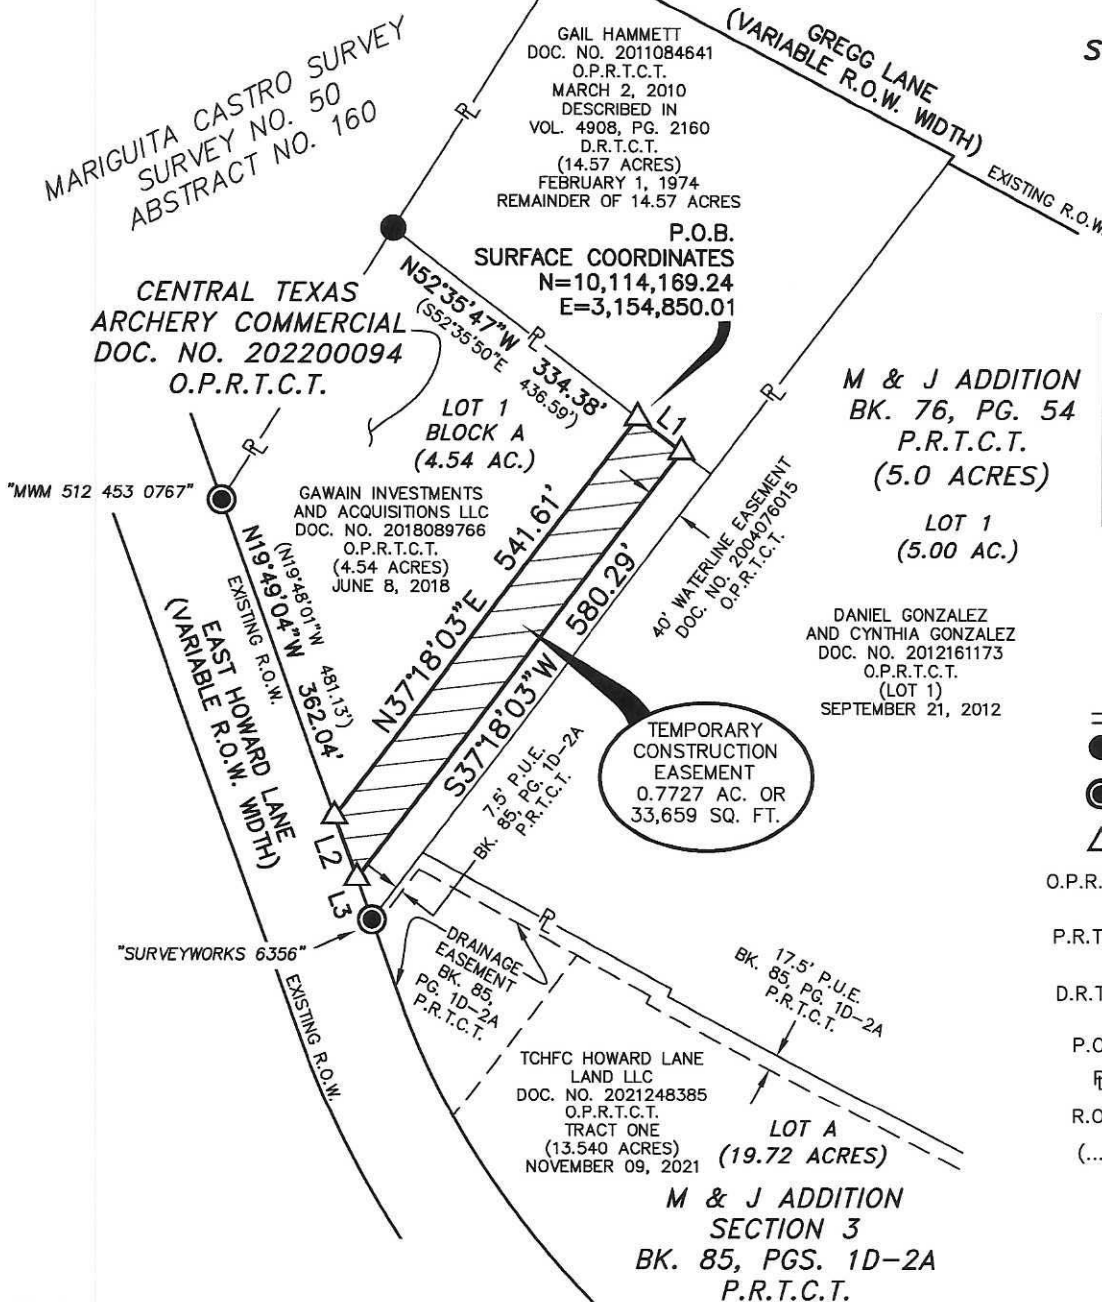 MARIGUITA CASTRO SURVEY
SURVEY NO. 50
ABSTRACT NO. 160
GAIL HAMMETT
DOC. NO. 2011084641
O.P.R.T.C.T.
MARCH 2, 2010
DESCRIBED IN
VOL. 4908, PG. 2160
D.R.T.C.T.
(14.57 ACRES)
FEBRUARY 1, 1974
REMAINDER OF 14.57 ACRES
GREGG LANE
(VARIABLE R.O.W. WIDTH)
EXISTING R.O.W.
S
P.O.B.
SURFACE COORDINATES
N=10,114,169.24
E=3,154,850.01
N52°35'47"W 334.38'
(S52°35'50"E 436.59')
CENTRAL TEXAS
ARCHERY COMMERCIAL
DOC. NO. 202200094
O.P.R.T.C.T.
LOT 1
BLOCK A
(4.54 AC.)
L1
M & J ADDITION
BK. 76, PG. 54
P.R.T.C.T.
(5.0 ACRES)
LOT 1
(5.00 AC.)
"MWM 512 453 0767"
GAWAIN INVESTMENTS
AND ACQUISITIONS LLC
DOC. NO. 2018089766
O.P.R.T.C.T.
(4.54 ACRES)
JUNE 8, 2018
40' WATERLINE EASEMENT
DOC. NO. 2004076015
O.P.R.T.C.T.
DANIEL GONZALEZ
AND CYNTHIA GONZALEZ
DOC. NO. 2012161173
O.P.R.T.C.T.
(LOT 1)
SEPTEMBER 21, 2012
(N19°48'01"W 481.13')
N19°49'04"W 362.04'
EXISTING R.O.W.
EAST HOWARD LANE
(VARIABLE R.O.W. WIDTH)
N37°18'03"E 541.61'
S37°18'03"W 580.29'
TEMPORARY
CONSTRUCTION
EASEMENT
0.7727 AC. OR
33,659 SQ. FT.
7.5' P.U.E.
BK. 85, PG. 1D-2A
P.R.T.C.T.
L2
L3
"SURVEYWORKS 6356"
EXISTING R.O.W.
DRAINAGE
EASEMENT
BK. 85,
PG. 1D-2A
P.R.T.C.T.
17.5' P.U.E.
BK. 85, PG. 1D-2A
P.R.T.C.T.
TCHFC HOWARD LANE
LAND LLC
DOC. NO. 2021248385
O.P.R.T.C.T.
TRACT ONE
(13.540 ACRES)
NOVEMBER 09, 2021
LOT A
(19.72 ACRES)
M & J ADDITION
SECTION 3
BK. 85, PGS. 1D-2A
P.R.T.C.T.
O.P.R.
P.R.T
D.R.T
P.O
R.O
(...